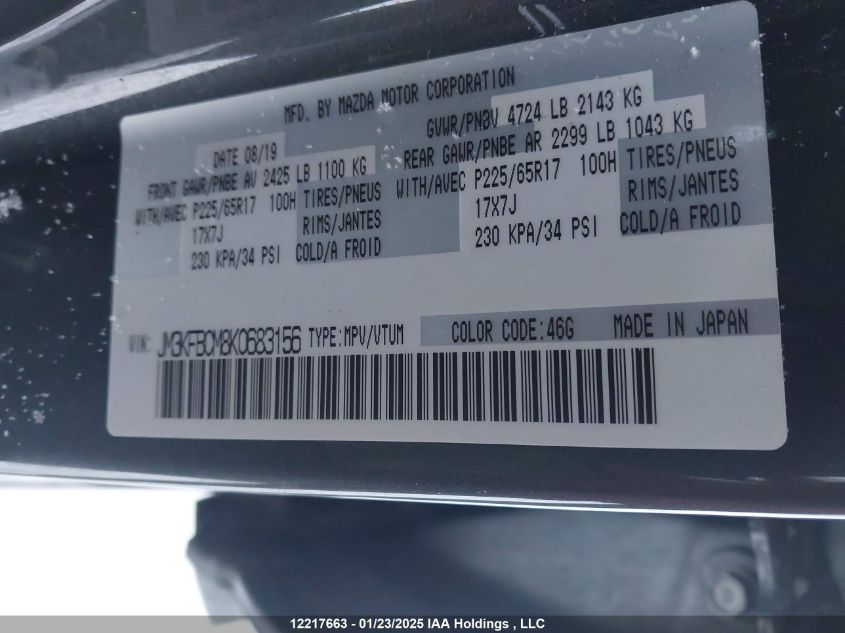 MFD. BY MAZDA MOTOR CORPORATION
DATE 08/19 GVWR/PNBV 4724 LB 2143 KG
FRONT GAWR/PNBE AV 2425 LB 1100 KG REAR GAWR/PNBE AR 2299 LB 1043 KG
WITH/AVEC P225/65R17 100H TIRES/PNEUS WITH/AVEC P225/65R17 100H TIRES/PNEUS
17X7J RIMS/JANTES 17X7J RIMS/JANTES
230 KPA/34 PSI COLD/A FROID 230 KPA/34 PSI COLD/A FROID
VIN: JM3KFBCM8K0683156 TYPE:MPV/VTUM COLOR CODE:46G MADE IN JAPAN
12217663 - 01/23/2025 IAA Holdings , LLC